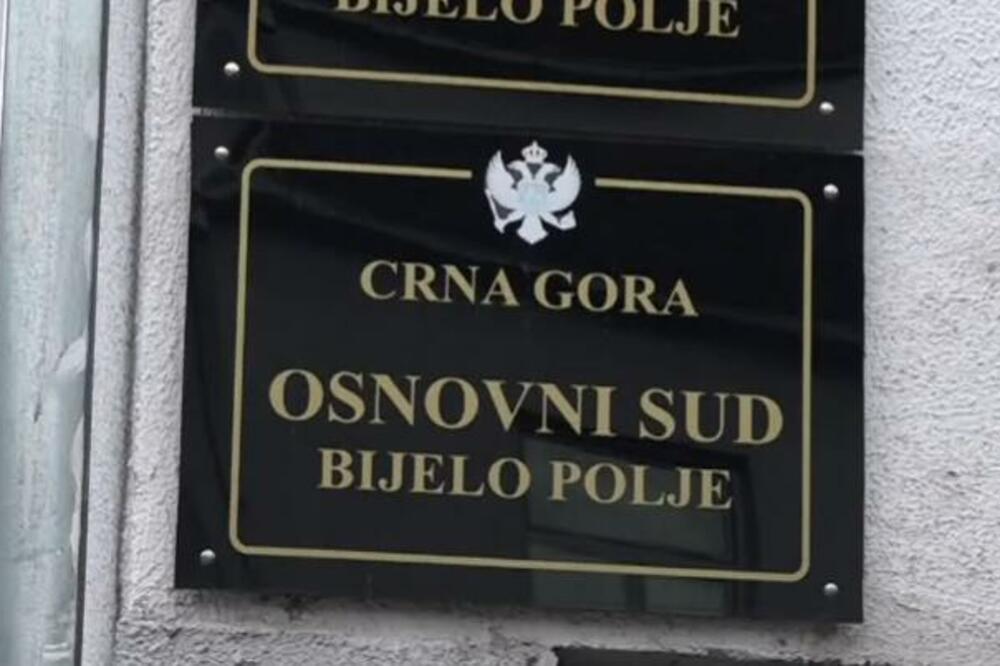 BIJELO POLJE
CRNA GORA
OSNOVNI SUD
BIJELO POLJE